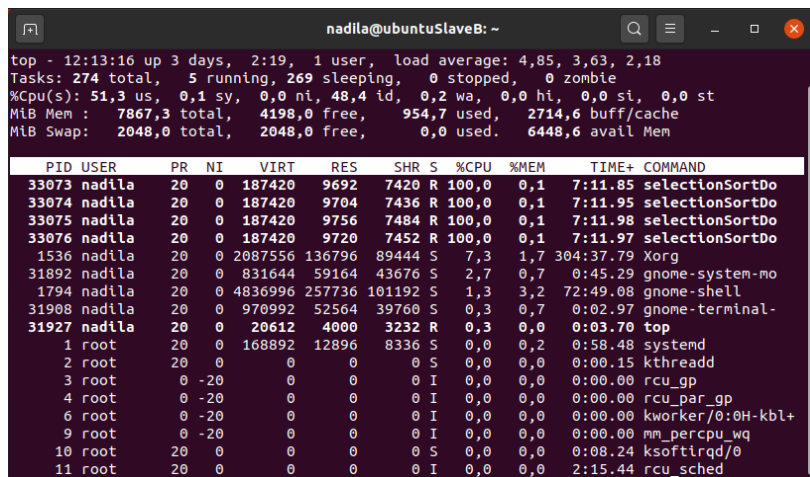 nadila@ubuntuSlaveB: ~
top - 12:13:16 up 3 days,  2:19,  1 user,  load average: 4,85, 3,63, 2,18
Tasks: 274 total,   5 running, 269 sleeping,   0 stopped,   0 zombie
%Cpu(s): 51,3 us,  0,1 sy,  0,0 ni, 48,4 id,  0,2 wa,  0,0 hi,  0,0 si,  0,0 st
MiB Mem :   7867,3 total,   4198,0 free,    954,7 used,   2714,6 buff/cache
MiB Swap:   2048,0 total,   2048,0 free,      0,0 used.   6448,6 avail Mem
PID USER      PR  NI    VIRT    RES    SHR S  %CPU  %MEM     TIME+ COMMAND
33073 nadila    20   0  187420   9692   7420 R 100,0   0,1   7:11.85 selectionSortDo
33074 nadila    20   0  187420   9704   7436 R 100,0   0,1   7:11.95 selectionSortDo
33075 nadila    20   0  187420   9756   7484 R 100,0   0,1   7:11.98 selectionSortDo
33076 nadila    20   0  187420   9720   7452 R 100,0   0,1   7:11.97 selectionSortDo
1536 nadila    20   0 2087556 136796  89444 S   7,3   1,7 304:37.79 Xorg
31892 nadila    20   0  831644  59164  43676 S   2,7   0,7   0:45.29 gnome-system-mo
1794 nadila    20   0 4836996 257736 101192 S   1,3   3,2  72:49.08 gnome-shell
31908 nadila    20   0  970992  52564  39760 S   0,3   0,7   0:02.97 gnome-terminal-
31927 nadila    20   0   20612   4000   3232 R   0,3   0,0   0:03.70 top
1 root      20   0  168892  12896   8336 S   0,0   0,2   0:58.48 systemd
2 root      20   0       0      0      0 S   0,0   0,0   0:00.15 kthreadd
3 root       0 -20       0      0      0 I   0,0   0,0   0:00.00 rcu_gp
4 root       0 -20       0      0      0 I   0,0   0,0   0:00.00 rcu_par_gp
6 root       0 -20       0      0      0 I   0,0   0,0   0:00.00 kworker/0:0H-kbl+
9 root       0 -20       0      0      0 I   0,0   0,0   0:00.00 mm_percpu_wq
10 root      20   0       0      0      0 S   0,0   0,0   0:08.24 ksoftirqd/0
11 root      20   0       0      0      0 I   0,0   0,0   2:15.44 rcu_sched